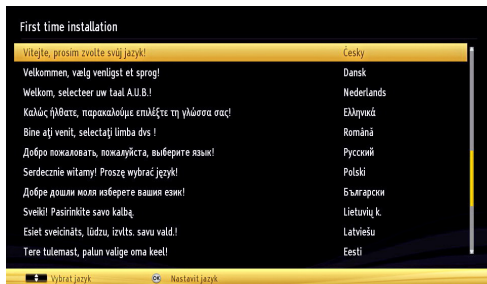 First time installation
Vítejte, prosím zvolte svůj jazyk! Česky
Velkommen, vælg venligst et sprog! Dansk
Welkom, selecteer uw taal A.U.B.! Nederlands
Καλώς ήλθατε, παρακαλούμε επιλέξτε τη γλώσσα σας! Ελληνικά
Bine aţi venit, selectaţi limba dvs ! Română
Добро пожаловать, пожалуйста, выберите язык! Русский
Serdecznie witamy! Proszę wybrać język! Polski
Добре дошли моля изберете вашия език! Български
Sveiki! Pasirinkite savo kalbą. Lietuvių k.
Esiet sveicināts, lūdzu, izvlts. savu vald.! Latviešu
Tere tulemast, palun valige oma keel! Eesti
Vybrat jazyk OK Nastavit jazyk